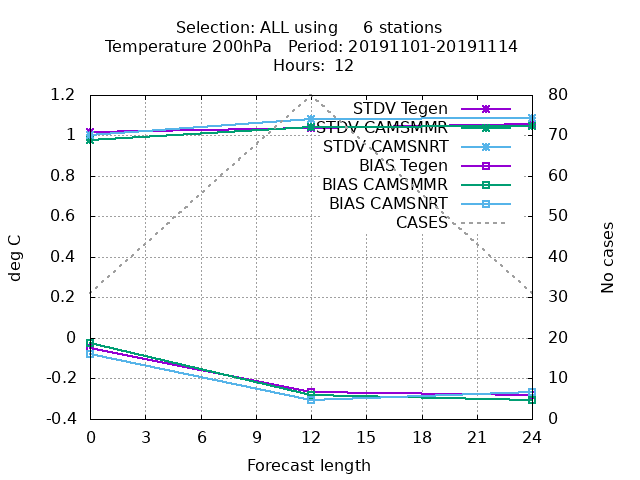 Selection: ALL using 6 stations
Temperature 200hPa Period: 20191101-20191114
Hours: 12
1.2
1
0.8
0.6
0.4
0.2
0
-0.2
-0.4
deg C
STDV Tegen
STDV CAMSMMR
STDV CAMSNRT
BIAS Tegen
BIAS CAMSMMR
BIAS CAMSNRT
CASES
80
70
60
50
40
30
20
10
0
No cases
0 3 6 9 12 15 18 21 24
Forecast length